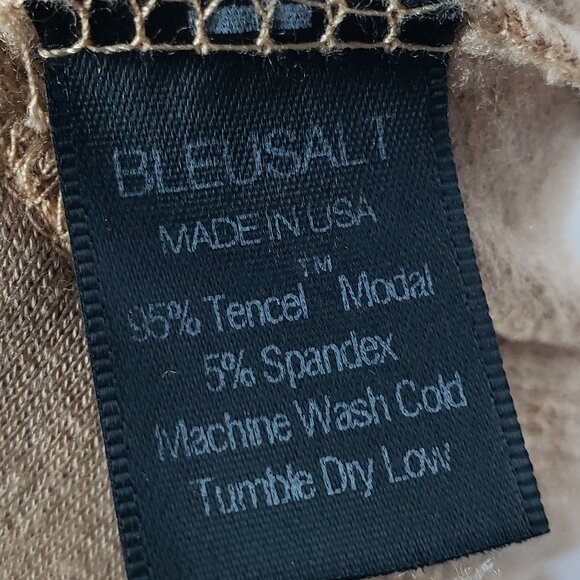 BLEUSALT
MADE IN USA
95% Tencel™ Modal
5% Spandex
Machine Wash Cold
Tumble Dry Low